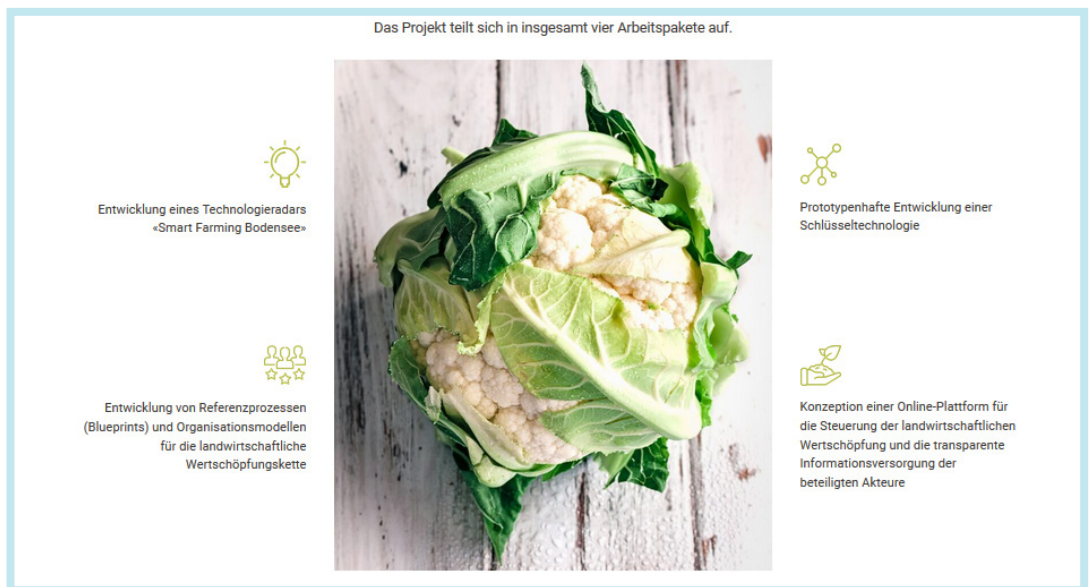 Das Projekt teilt sich in insgesamt vier Arbeitspakete auf.
Entwicklung eines Technologieradars
«Smart Farming Bodensee»
Prototypenhafte Entwicklung einer
Schlüsseltechnologie
Entwicklung von Referenzprozessen
(Blueprints) und Organisationsmodellen
für die landwirtschaftliche
Wertschöpfungskette
Konzeption einer Online-Plattform für
die Steuerung der landwirtschaftlichen
Wertschöpfung und die transparente
Informationsversorgung der
beteiligten Akteure